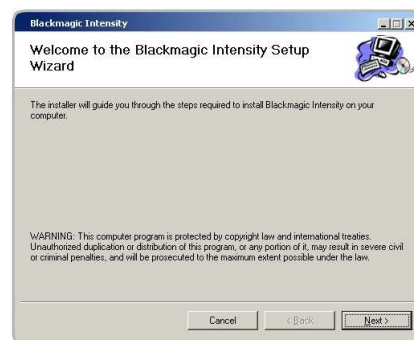 Blackmagic Intensity
Welcome to the Blackmagic Intensity Setup
Wizard
The installer will guide you through the steps required to install Blackmagic Intensity on your
computer.
WARNING: This computer program is protected by copyright law and international treaties.
Unauthorized duplication or distribution of this program, or any portion of it, may result in severe civil
or criminal penalties, and will be prosecuted to the maximum extent possible under the law.
Cancel < Back Next >